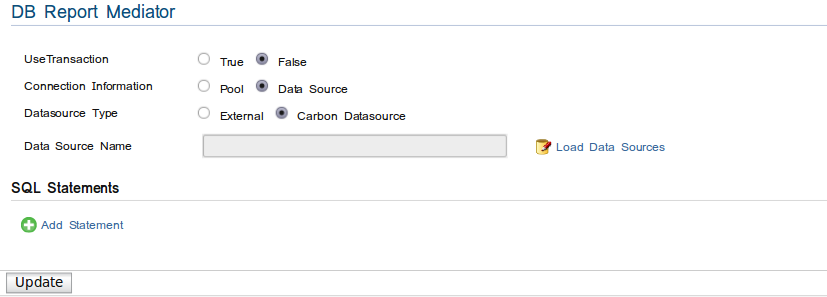 DB Report Mediator
UseTransaction True False
Connection Information Pool Data Source
Datasource Type External Carbon Datasource
Data Source Name Load Data Sources
SQL Statements
Add Statement
Update